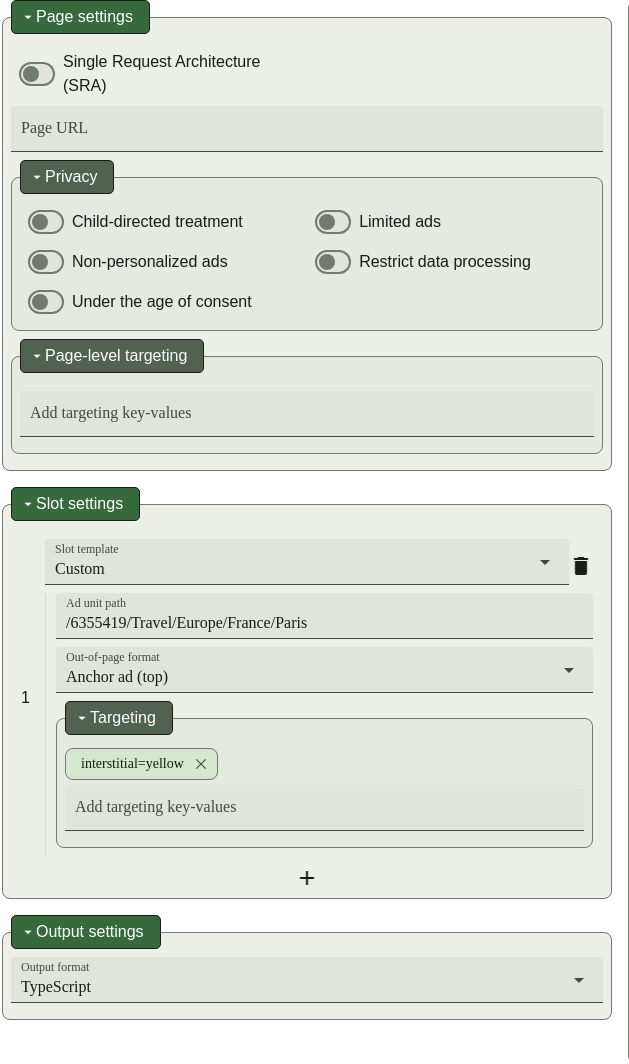 Page settings
Single Request Architecture
(SRA)
Page URL
Privacy
Child-directed treatment
Limited ads
Non-personalized ads
Restrict data processing
Under the age of consent
Page-level targeting
Add targeting key-values
Slot settings
Slot template
Custom
Ad unit path
/6355419/Travel/Europe/France/Paris
Out-of-page format
Anchor ad (top)
1
Targeting
interstitial=yellow
Add targeting key-values
+
Output settings
Output format
TypeScript